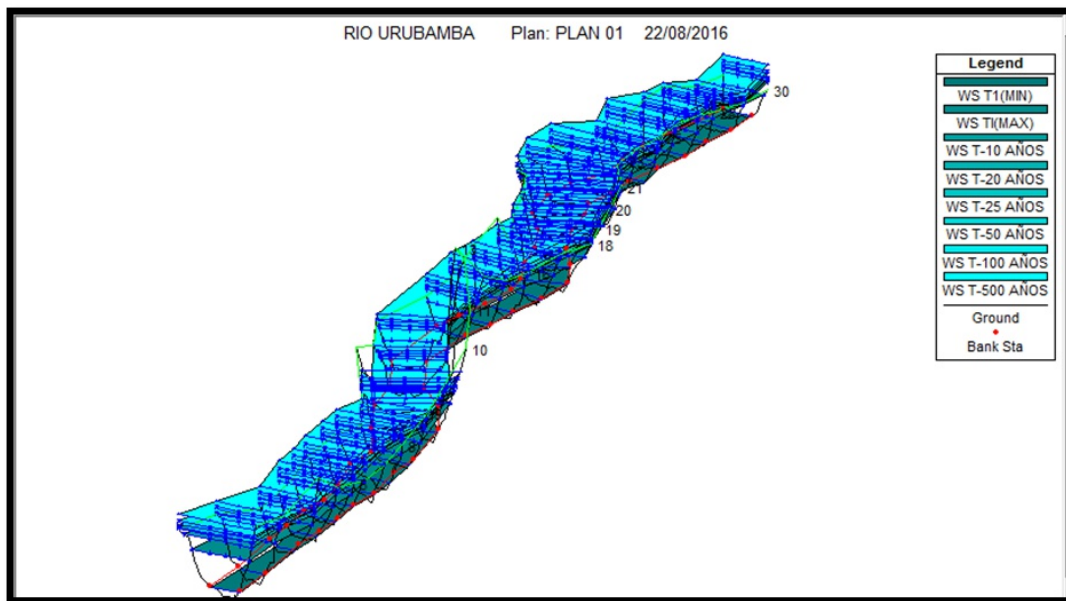 RIO URUBAMBA Plan: PLAN 01 22/08/2016
Legend
WS T1(MIN)
WS TI(MAX)
WS T-10 AÑOS
WS T-20 AÑOS
WS T-25 AÑOS
WS T-50 AÑOS
WS T-100 AÑOS
WS T-500 AÑOS
Ground
Bank Sta
30
21
20
19
18
11
10
8